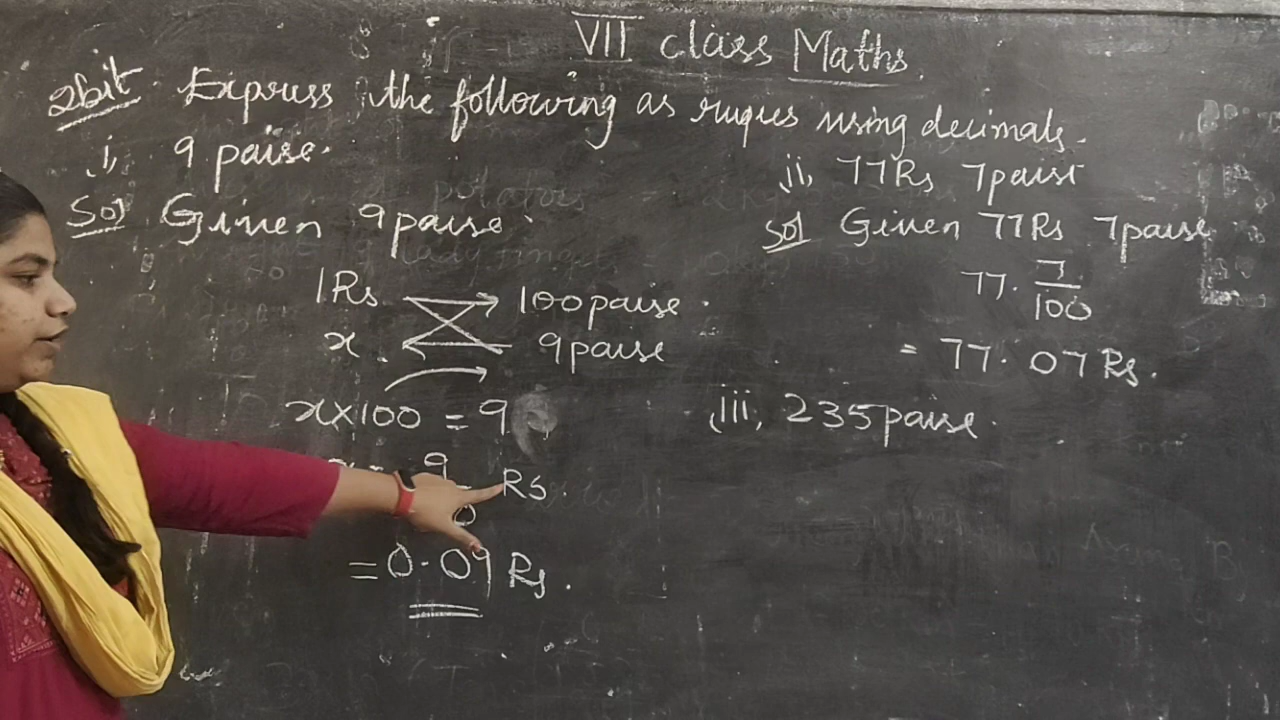 VII class Maths.
2bit. Express the following as rupees using decimals.
i, 9 paise.
Sol Given 9paise.
1Rs 100paise.
x 9paise
x×100 = 9
9 Rs.
0
=0.09 Rs.
ii, 77Rs 7paise
Sol Given 77Rs 7paise
77. 7/100
= 77.07 Rs.
iii, 235paise.